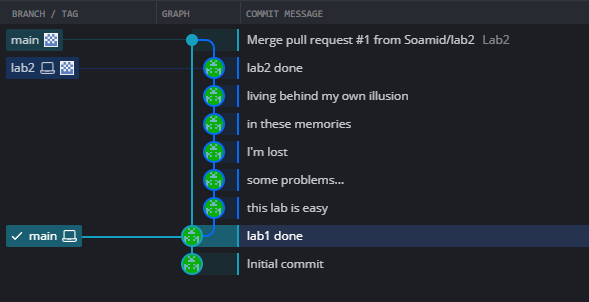 BRANCH / TAG GRAPH COMMIT MESSAGE
main Merge pull request #1 from Soamid/lab2 Lab2
lab2 lab2 done
living behind my own illusion
in these memories
I'm lost
some problems...
this lab is easy
main lab1 done
Initial commit